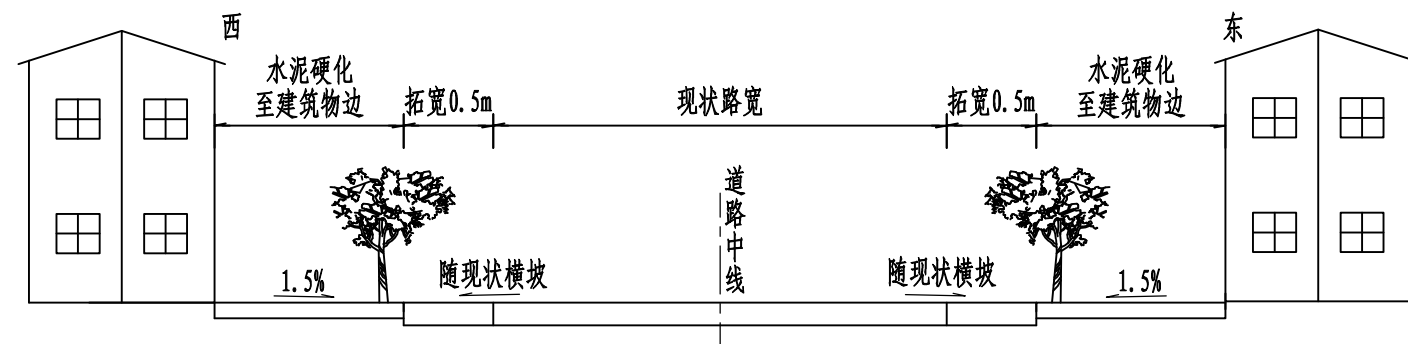 西
东
水泥硬化
至建筑物边
拓宽0.5m
现状路宽
拓宽0.5m
水泥硬化
至建筑物边
道路中线
1.5%
随现状横坡
随现状横坡
1.5%